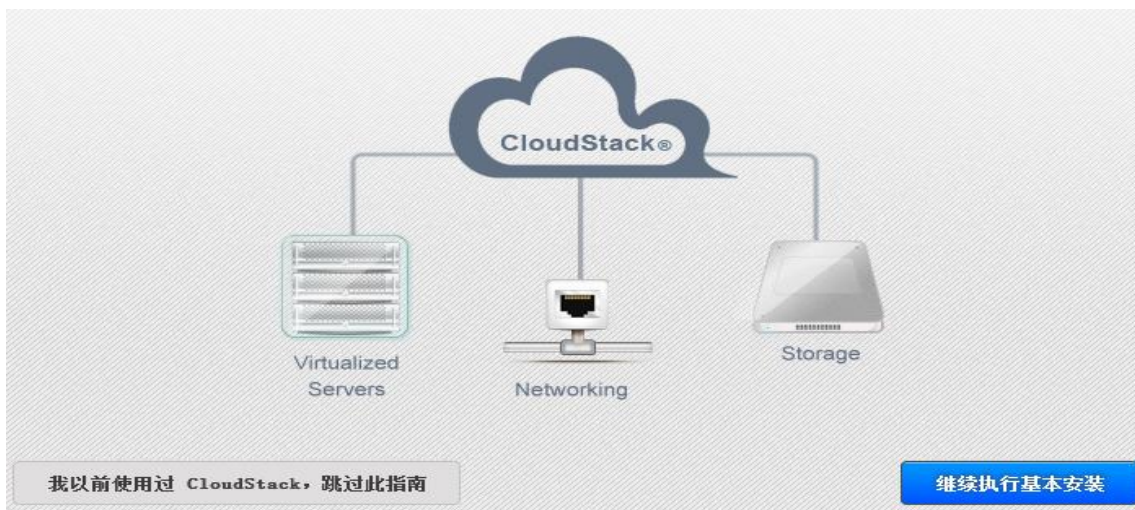 CloudStack®
Virtualized
Servers
Networking
Storage
我以前使用过 CloudStack，跳过此指南
继续执行基本安装